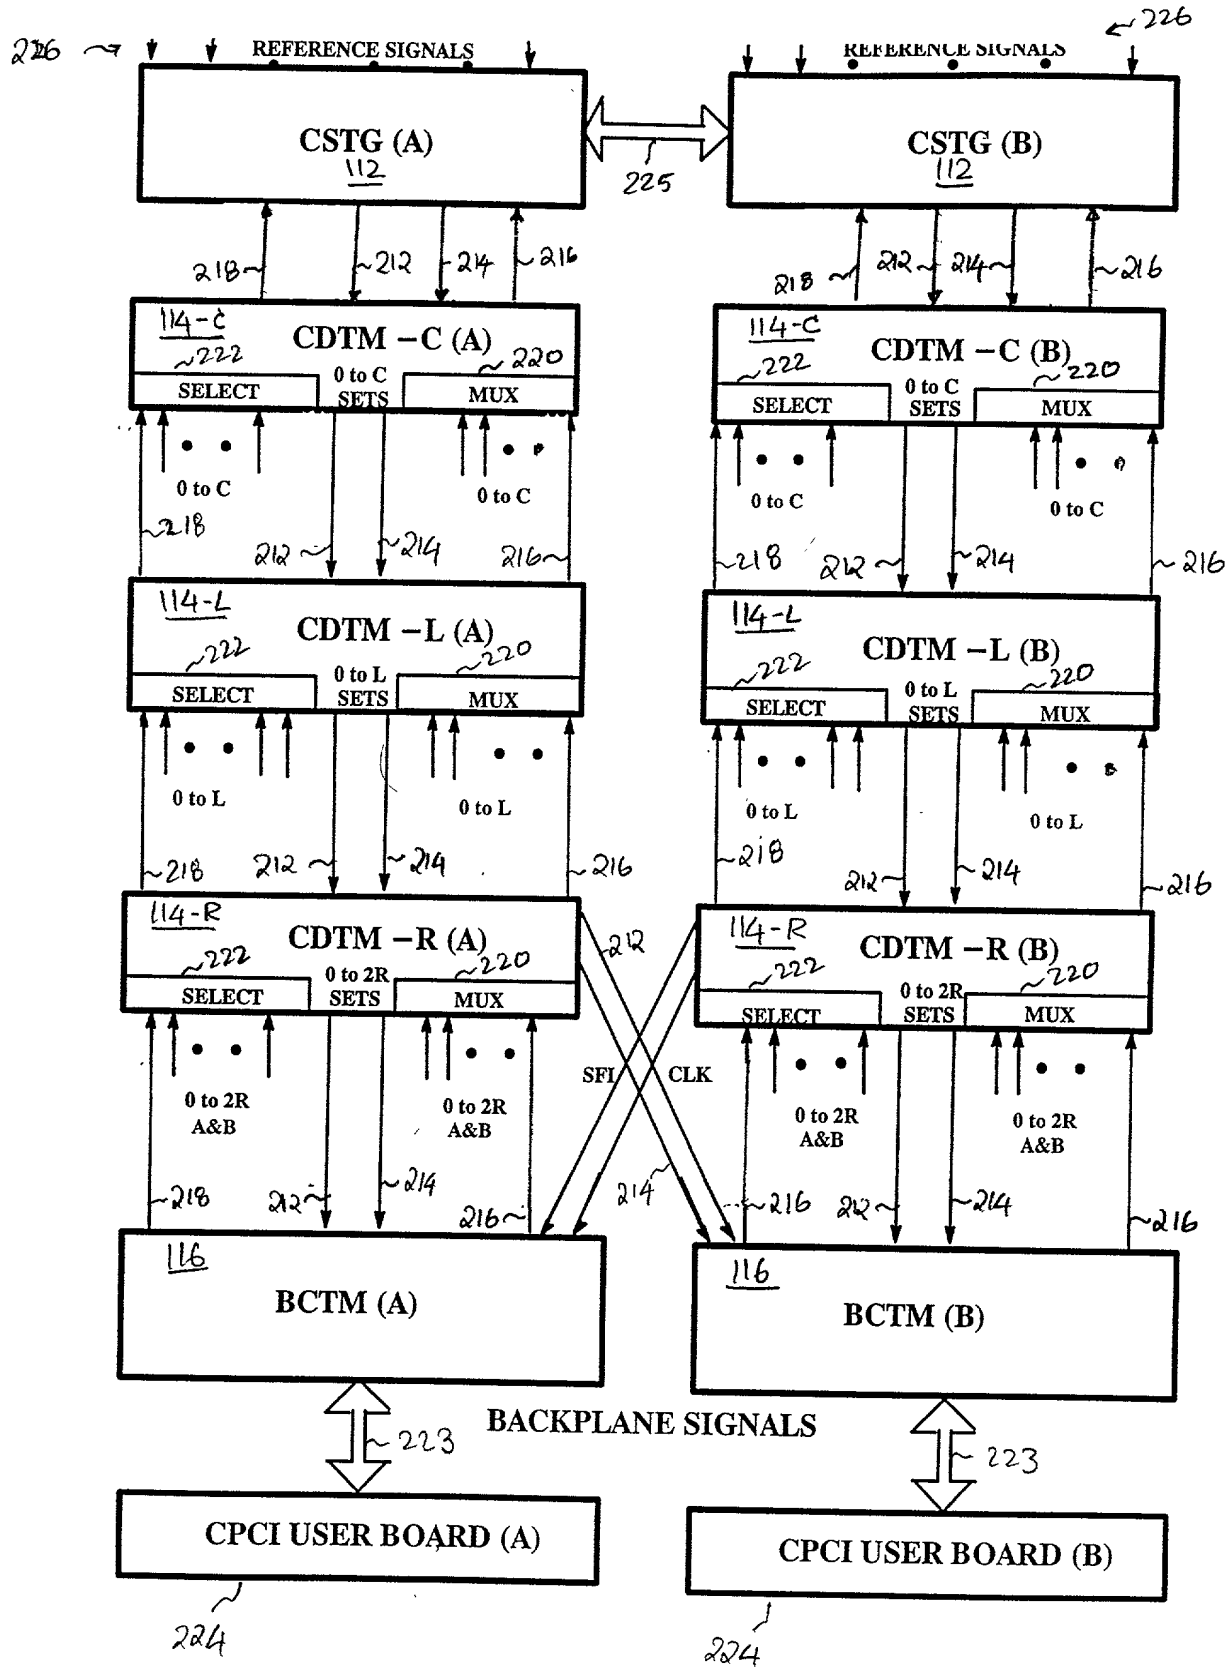 226 REFERENCE SIGNALS
REFERENCE SIGNALS 226
CSTG (A)
112
225
CSTG (B)
112
218 212 214 216
218 212 214 216
114-C
CDTM – C (A)
222 0 to C 220
SELECT SETS MUX
114-C
CDTM – C (B)
222 0 to C 220
SELECT SETS MUX
0 to C 0 to C
0 to C 0 to C
218 212 214 216
218 212 214 216
114-L
CDTM – L (A)
222 0 to L 220
SELECT SETS MUX
114-L
CDTM – L (B)
222 0 to L 220
SELECT SETS MUX
0 to L 0 to L
0 to L 0 to L
218 212 214 216
218 212 214 216
114-R
CDTM – R (A)
222 0 to 2R 220
SELECT SETS MUX
212
114-R
CDTM – R (B)
222 0 to 2R 220
SELECT SETS MUX
SFI CLK
0 to 2R 0 to 2R
A&B A&B
0 to 2R 0 to 2R
A&B A&B
218 212 214 216
214
216 212 214 216
116
BCTM (A)
116
BCTM (B)
BACKPLANE SIGNALS
223
223
CPCI USER BOARD (A)
CPCI USER BOARD (B)
224
224